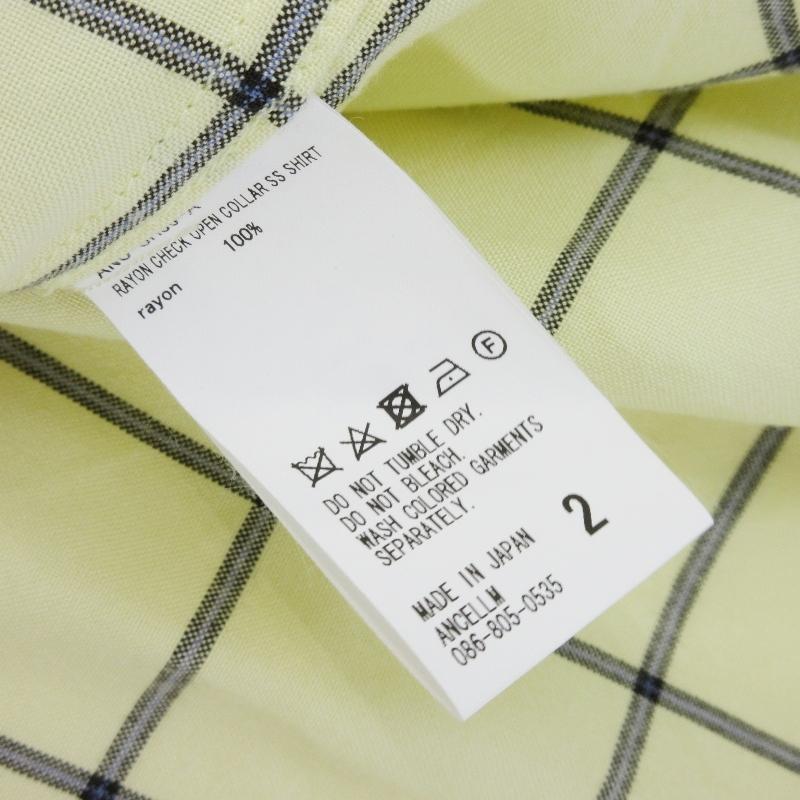 RAYON CHECK OPEN COLLAR SS SHIRT
rayon 100%
F
DO NOT TUMBLE DRY.
DO NOT BLEACH.
WASH COLORED GARMENTS
SEPARATELY.
2
MADE IN JAPAN
ANCELLM
086-805-0535